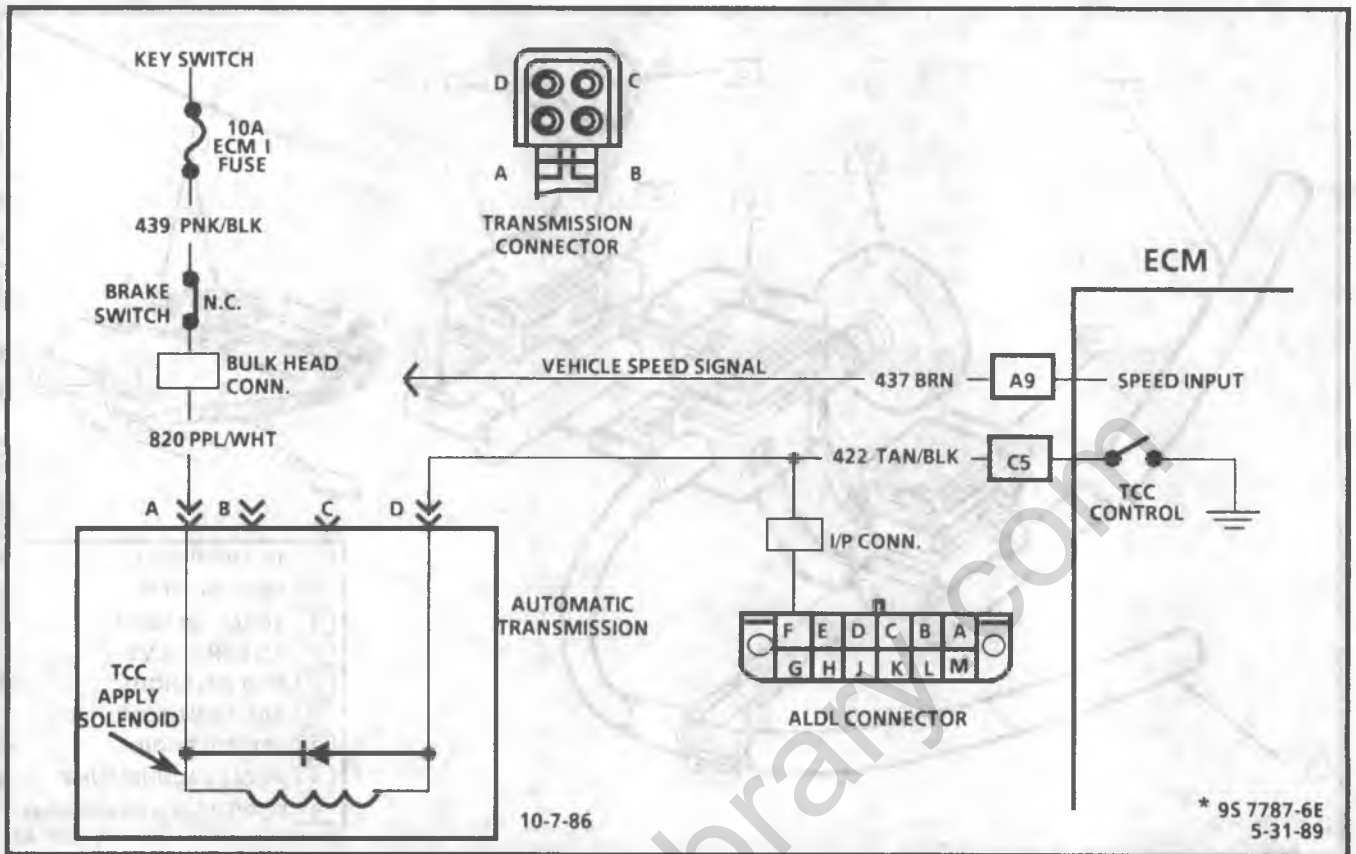 KEY SWITCH
10A
ECM I
FUSE
439 PNK/BLK
BRAKE
SWITCH
N.C.
BULK HEAD
CONN.
820 PPL/WHT
D C
A B
TRANSMISSION
CONNECTOR
ECM
VEHICLE SPEED SIGNAL
437 BRN
A9
SPEED INPUT
422 TAN/BLK
C5
TCC
CONTROL
I/P CONN.
A B C D
AUTOMATIC
TRANSMISSION
TCC
APPLY
SOLENOID
F E D C B A
G H J K L M
ALDL CONNECTOR
10-7-86
* 9S 7787-6E
5-31-89
brary.com